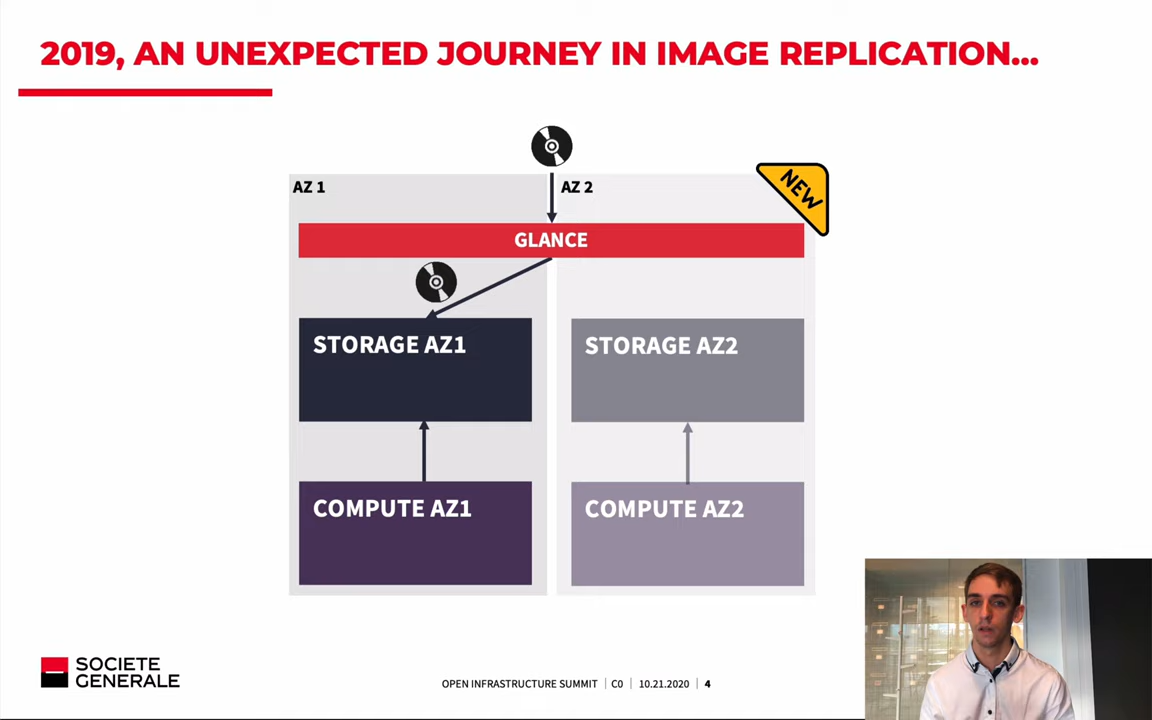 2019, AN UNEXPECTED JOURNEY IN IMAGE REPLICATION...
AZ 1
AZ 2
NEW
GLANCE
STORAGE AZ1
STORAGE AZ2
COMPUTE AZ1
COMPUTE AZ2
SOCIETE
GENERALE
OPEN INFRASTRUCTURE SUMMIT | C0 | 10.21.2020 | 4